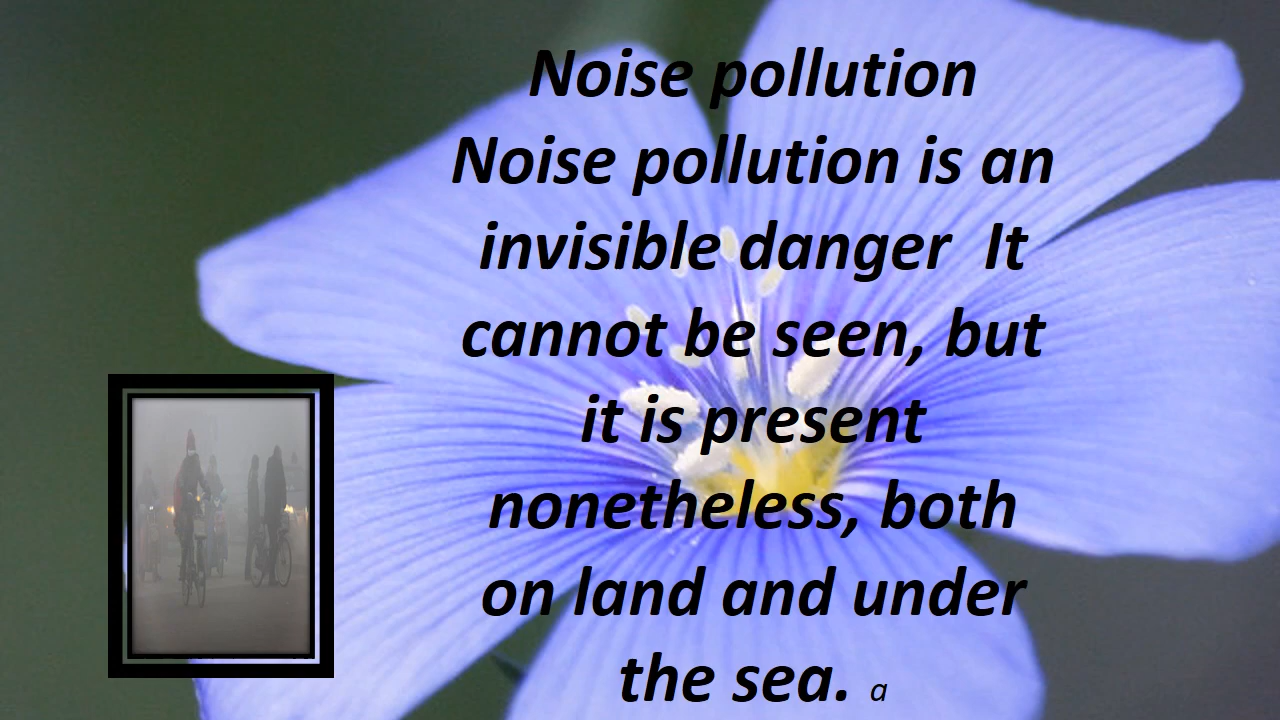 Noise pollution
Noise pollution is an
invisible danger  It
cannot be seen, but
it is present
nonetheless, both
on land and under
the sea. a